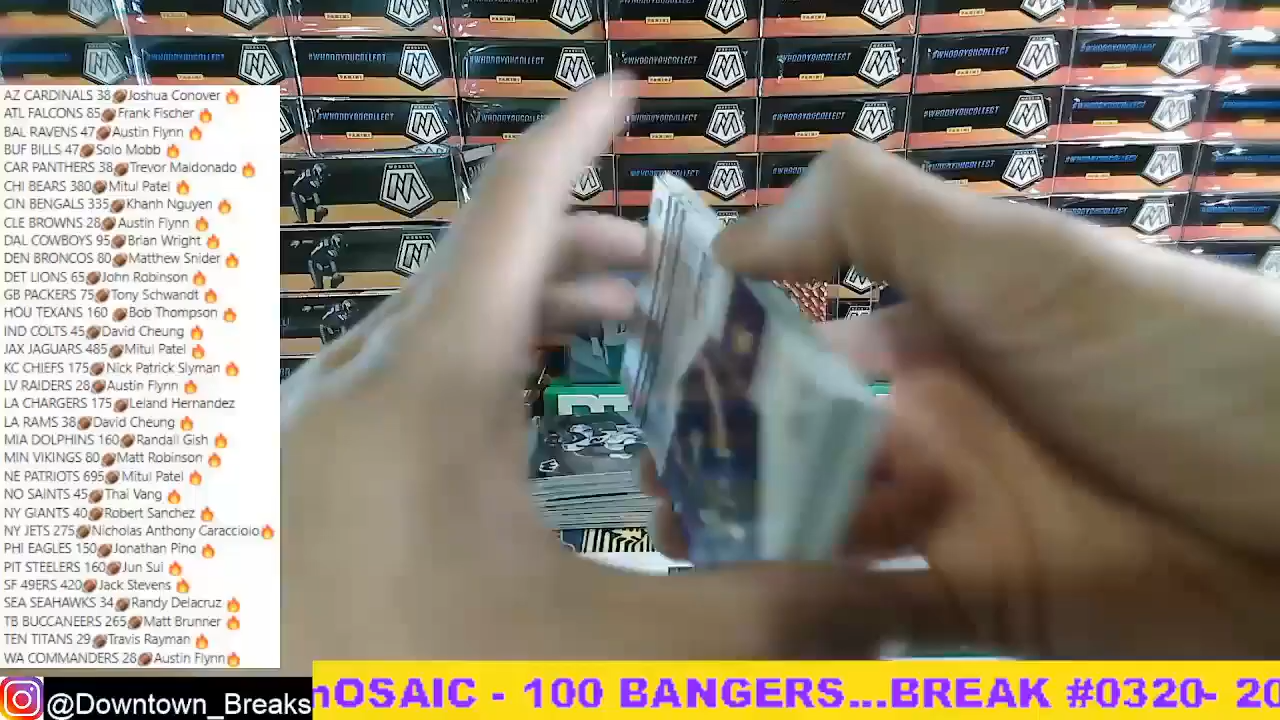 AZ CARDINALS 38🏈Joshua Conover 🔥
ATL FALCONS 85🏈Frank Fischer 🔥
BAL RAVENS 47🏈Austin Flynn 🔥
BUF BILLS 47🏈Solo Mobb 🔥
CAR PANTHERS 38🏈Trevor Maidonado 🔥
CHI BEARS 380🏈Mitul Patel 🔥
CIN BENGALS 335🏈Khanh Nguyen 🔥
CLE BROWNS 28🏈Austin Flynn 🔥
DAL COWBOYS 95🏈Brian Wright 🔥
DEN BRONCOS 80🏈Matthew Snider 🔥
DET LIONS 65🏈John Robinson 🔥
GB PACKERS 75🏈Tony Schwandt 🔥
HOU TEXANS 160 🏈Bob Thompson 🔥
IND COLTS 45🏈David Cheung 🔥
JAX JAGUARS 485🏈Mitul Patel 🔥
KC CHIEFS 175🏈Nick Patrick Slyman 🔥
LV RAIDERS 28🏈Austin Flynn 🔥
LA CHARGERS 175🏈Leland Hernandez
LA RAMS 38🏈David Cheung 🔥
MIA DOLPHINS 160🏈Randall Gish 🔥
MIN VIKINGS 80🏈Matt Robinson 🔥
NE PATRIOTS 695🏈Mitul Patel 🔥
NO SAINTS 45🏈Thai Vang 🔥
NY GIANTS 40🏈Robert Sanchez 🔥
NY JETS 275🏈Nicholas Anthony Caraccioio🔥
PHI EAGLES 150🏈Jonathan Pino 🔥
PIT STEELERS 160🏈Jun Sui 🔥
SF 49ERS 420🏈Jack Stevens 🔥
SEA SEAHAWKS 34🏈Randy Delacruz 🔥
TB BUCCANEERS 265🏈Matt Brunner 🔥
TEN TITANS 29🏈Travis Rayman 🔥
WA COMMANDERS 28🏈Austin Flynn🔥
@Downtown_Breaks
OSAIC - 100 BANGERS...BREAK #0320- 20
#WHODOYOUCOLLECT
PANINI